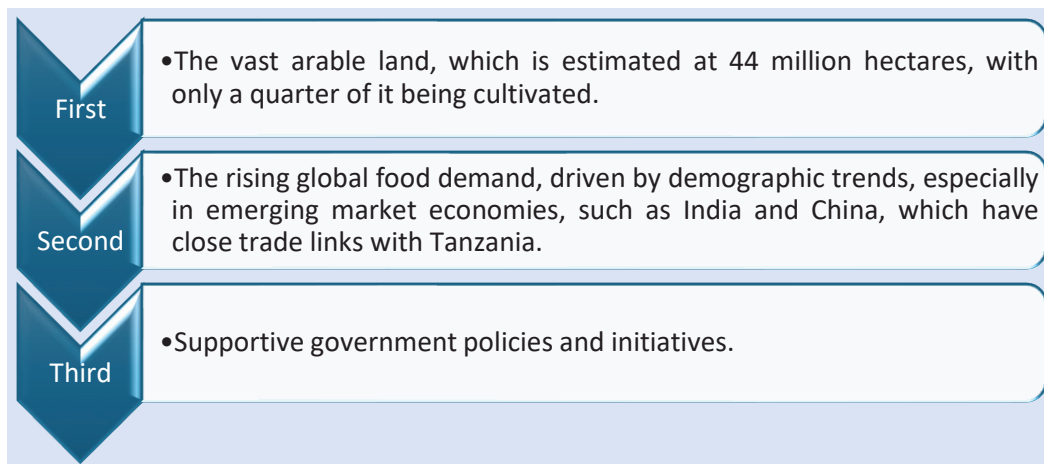 First
•The vast arable land, which is estimated at 44 million hectares, with
only a quarter of it being cultivated.
Second
•The rising global food demand, driven by demographic trends, especially
in emerging market economies, such as India and China, which have
close trade links with Tanzania.
Third
•Supportive government policies and initiatives.